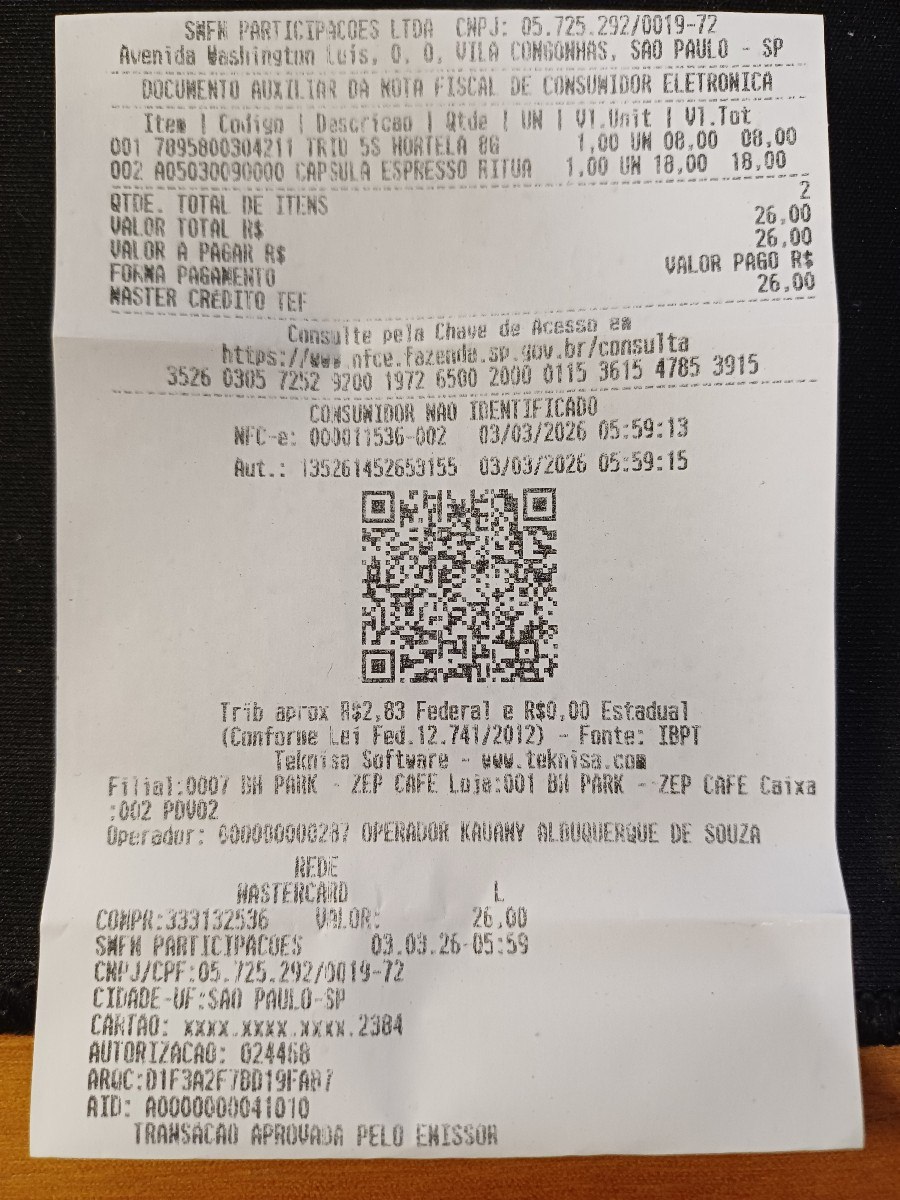 SMFM PARTICIPACOES LTDA CNPJ: 05.725.292/0019-72
Avenida Washington Luis, 0, 0, VILA CONGONHAS, SAO PAULO - SP
DOCUMENTO AUXILIAR DA NOTA FISCAL DE CONSUMIDOR ELETRONICA
Item | Codigo | Descricao | Qtde | UN | Vl.Unit | Vl.Tot
001 7895800304211 TRID 5S HORTELA 8G 1,00 UN 08,00 08,00
002 A05030090000 CAPSULA ESPRESSO RITUA 1,00 UN 18,00 18,00
QTDE. TOTAL DE ITENS 2
VALOR TOTAL R$ 26,00
VALOR A PAGAR R$ 26,00
FORMA PAGAMENTO VALOR PAGO R$
MASTER CREDITO TEF 26,00
Consulte pela Chave de Acesso em
https://www.nfce.fazenda.sp.gov.br/consulta
3526 0305 7252 9200 1972 6500 2000 0115 3615 4785 3915
CONSUMIDOR NAO IDENTIFICADO
NFC-e: 000011536-002 03/03/2026 05:59:13
Aut.: 135261452653155 03/03/2026 05:59:15
Trib aprox R$2,83 Federal e R$0,00 Estadual
(Conforme Lei Fed.12.741/2012) - Fonte: IBPT
Teknisa Software - www.teknisa.com
Filial:0007 BH PARK - ZEP CAFE Loja:001 BH PARK - ZEP CAFE Caixa
:002 PDV02
Operador: 000000000287 OPERADOR KAUANY ALBUQUERQUE DE SOUZA
REDE
MASTERCARD L
COMPR:333132536 VALOR: 26,00
SMFM PARTICIPACOES 03.03.26-05:59
CNPJ/CPF:05.725.292/0019-72
CIDADE-UF:SAO PAULO-SP
CARTAO: xxxx.xxxx.xxxx.2384
AUTORIZACAO: 024468
ARQC:D1F3A2F7BD19FAB7
AID: A0000000041010
TRANSACAO APROVADA PELO EMISSOR